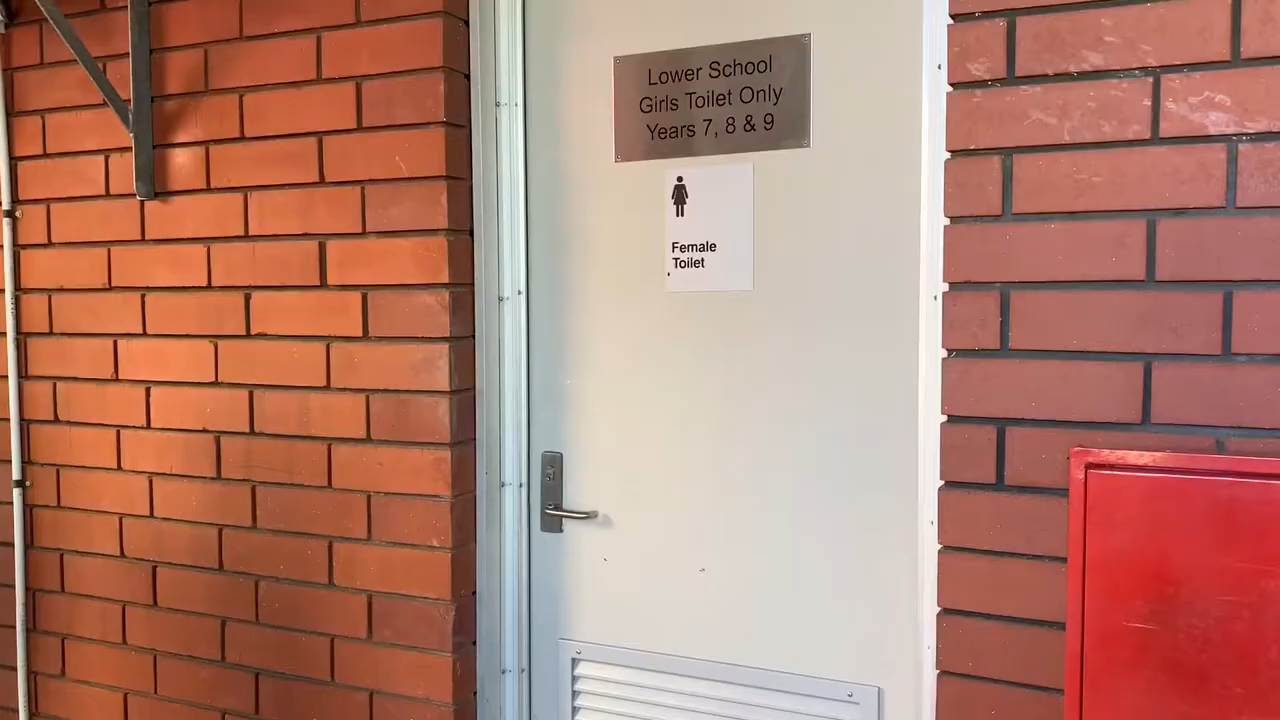 Lower School
Girls Toilet Only
Years 7, 8 & 9
Female
Toilet